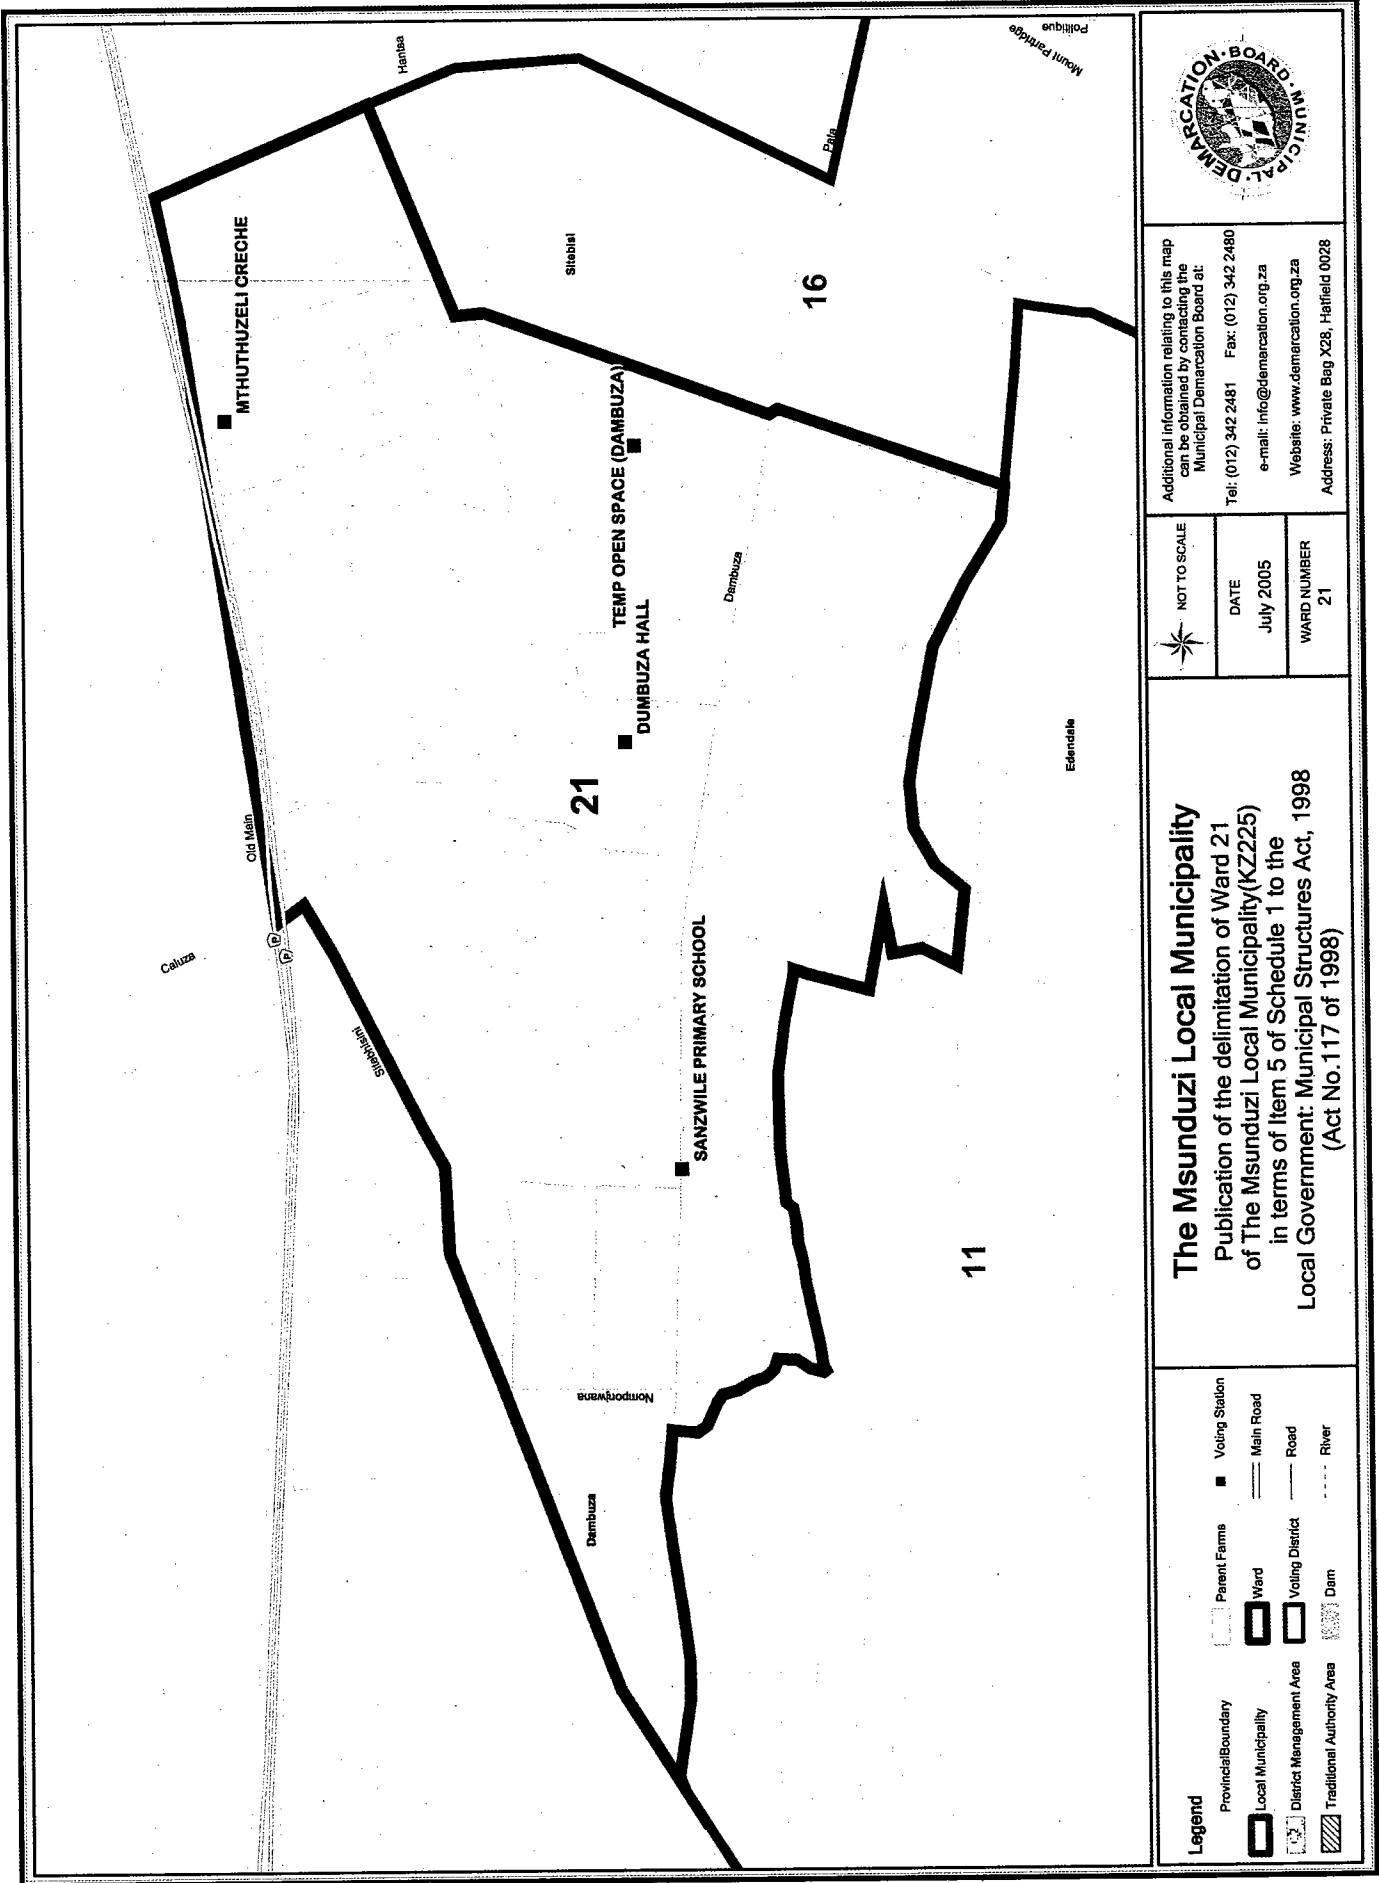 Hantsa
Politique
Mount Partridge
Pata
MTHUTHUZELI CRECHE
Sitebisi
16
TEMP OPEN SPACE (DAMBUZA)
DUMBUZA HALL
Dambuza
21
Old Main
P
P
Caluza
SANZWILE PRIMARY SCHOOL
Edendale
11
Dambuza
Legend
ProvincialBoundary
Local Municipality
District Management Area
Traditional Authority Area
Parent Farms
Ward
Voting District
Dam
Voting Station
Main Road
Road
River
The Msunduzi Local Municipality
Publication of the delimitation of Ward 21
of The Msunduzi Local Municipality(KZ225)
in terms of Item 5 of Schedule 1 to the
Local Government: Municipal Structures Act, 1998
(Act No.117 of 1998)
NOT TO SCALE
DATE
July 2005
WARD NUMBER
21
Additional information relating to this map
can be obtained by contacting the
Municipal Demarcation Board at:
Tel: (012) 342 2481 Fax: (012) 342 2480
e-mail: info@demarcation.org.za
Website: www.demarcation.org.za
Address: Private Bag X28, Hatfield 0028
MUNICIPAL · DEMARCATION · BOARD ·